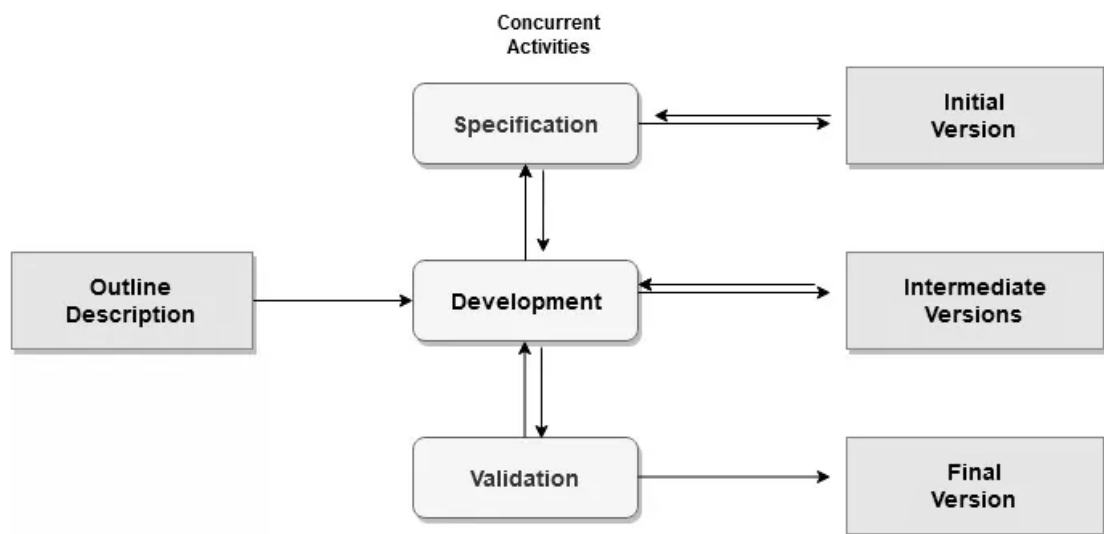 Concurrent
Activities
Specification
Initial
Version
Outline
Description
Development
Intermediate
Versions
Validation
Final
Version